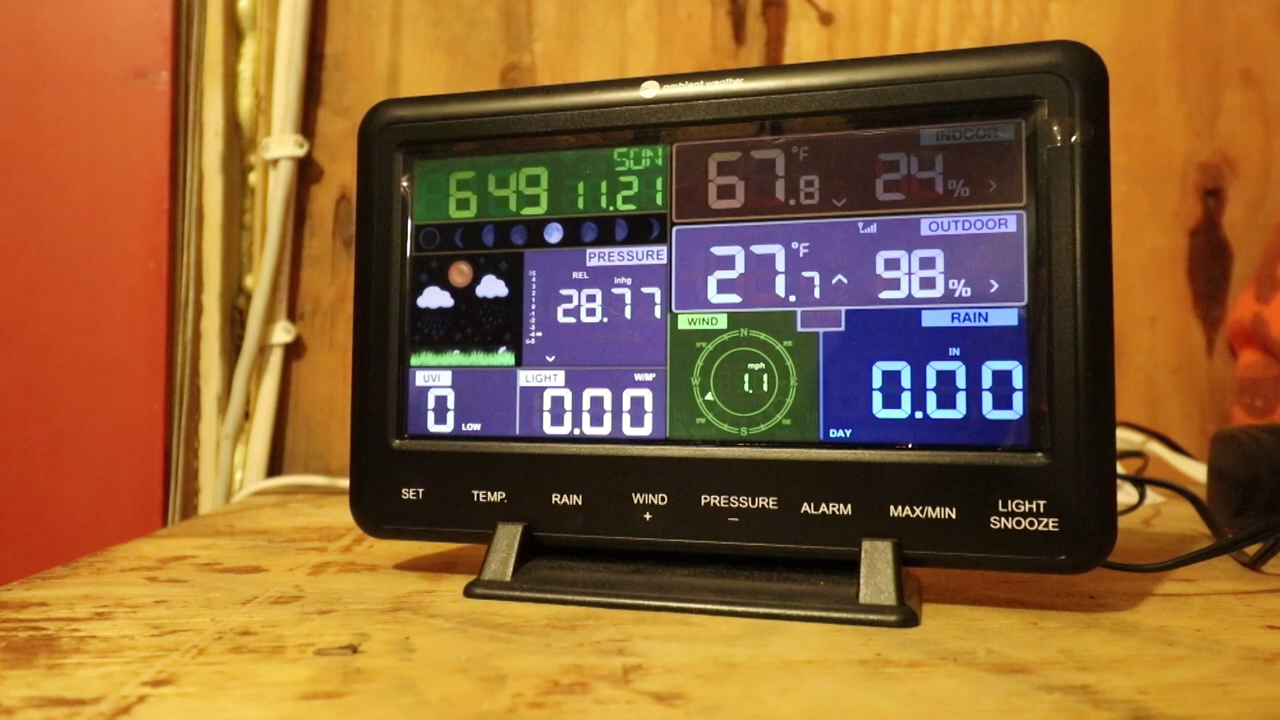 ambient weather
SUN
6 49 11.21
INDOOR
67.8 °F 24 %
OUTDOOR
27.7 °F 98 %
PRESSURE
REL inhg
28.77
UVI
0 LOW
LIGHT W/M²
0.00
WIND
N
mph
1.1
S
RAIN
IN
0.00
DAY
SET TEMP. RAIN WIND + PRESSURE − ALARM MAX/MIN LIGHT
SNOOZE